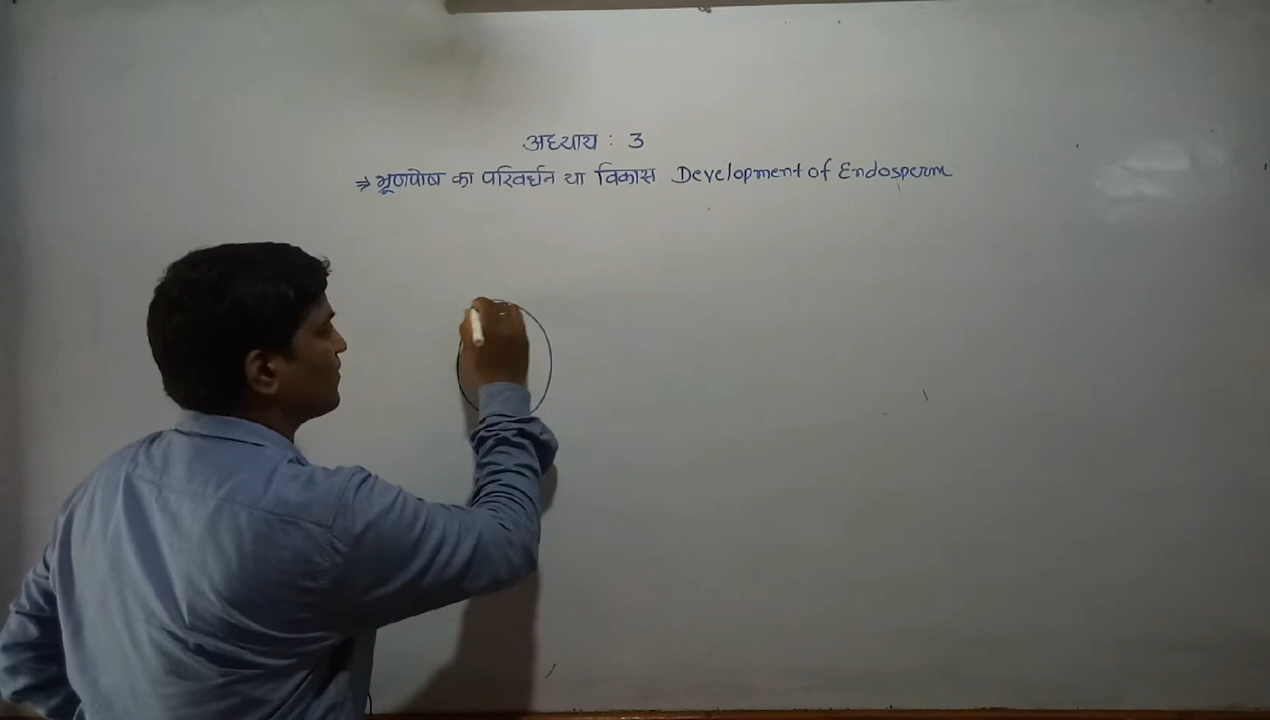 अध्याय : 3
⇒ भ्रूणपोष का परिवर्धन या विकास Development of Endosperm